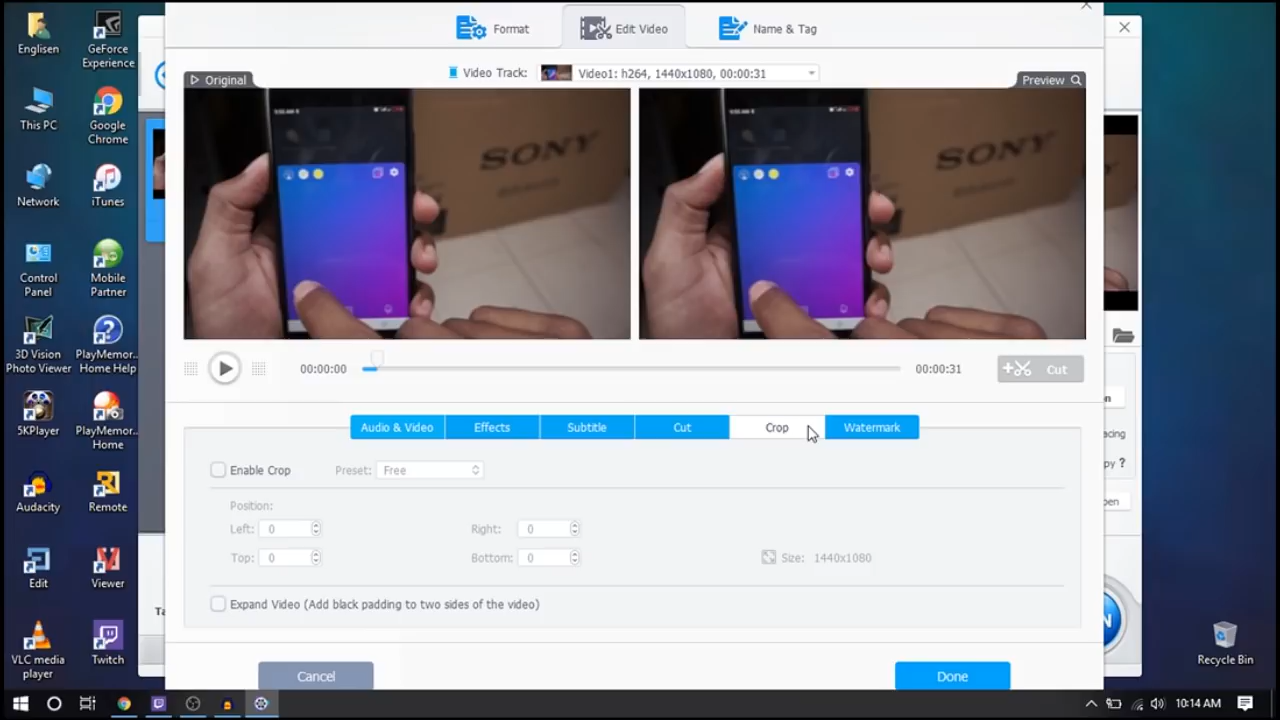 Englisen
GeForce
Experience
This PC
Google
Chrome
Network
iTunes
Control
Panel
Mobile
Partner
3D Vision
Photo Viewer
PlayMemor..
Home Help
5KPlayer
PlayMemor..
Home
Audacity
Remote
Edit
Viewer
VLC media
player
Twitch
Format
Edit Video
Name & Tag
Video Track:
Video1: h264, 1440x1080, 00:00:31
Original
Preview
SONY
SONY
00:00:00
00:00:31
Cut
Audio & Video
Effects
Subtitle
Cut
Crop
Watermark
Enable Crop
Preset:
Free
Position:
Left:
0
Right:
0
Top:
0
Bottom:
0
Size: 1440x1080
Expand Video (Add black padding to two sides of the video)
Cancel
Done
Ta
n
acing
py ?
pen
N
Recycle Bin
10:14 AM